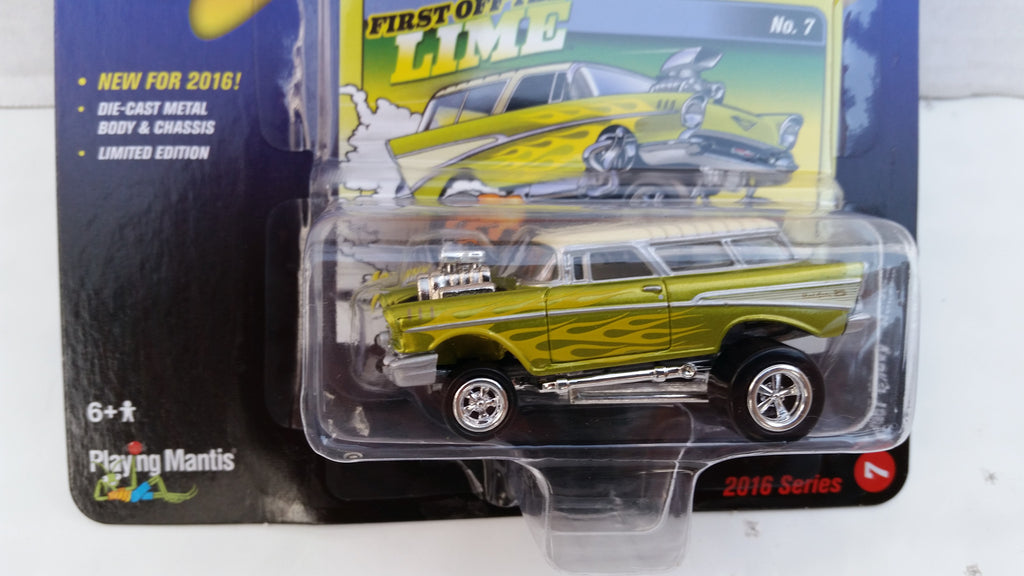 FIRST OFF
LIME
No. 7
• NEW FOR 2016!
• DIE-CAST METAL
BODY & CHASSIS
• LIMITED EDITION
6+
Playing Mantis
2016 Series
7